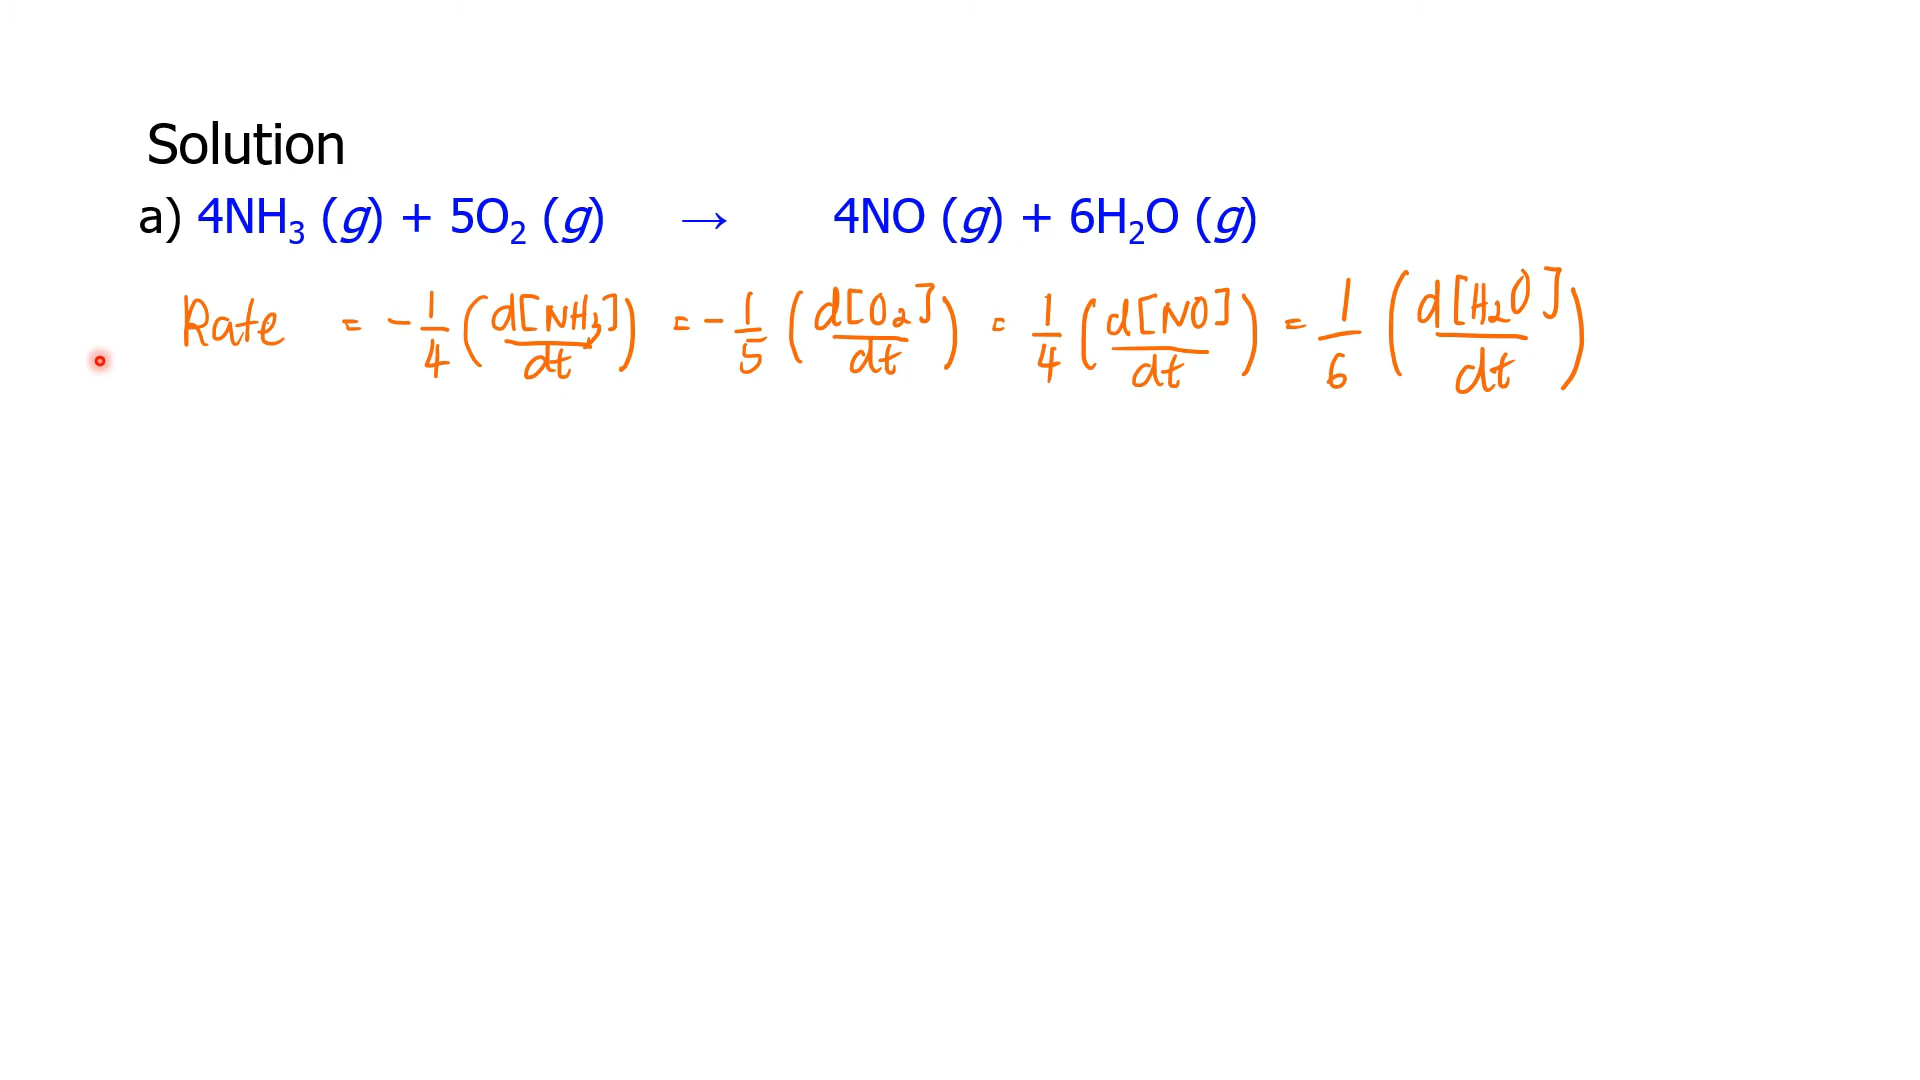 Solution
a) 4NH₃ (g) + 5O₂ (g) → 4NO (g) + 6H₂O (g)
Rate = -1/4 (d[NH₃]/dt) = -1/5 (d[O₂]/dt) = 1/4 (d[NO]/dt) = 1/6 (d[H₂O]/dt)